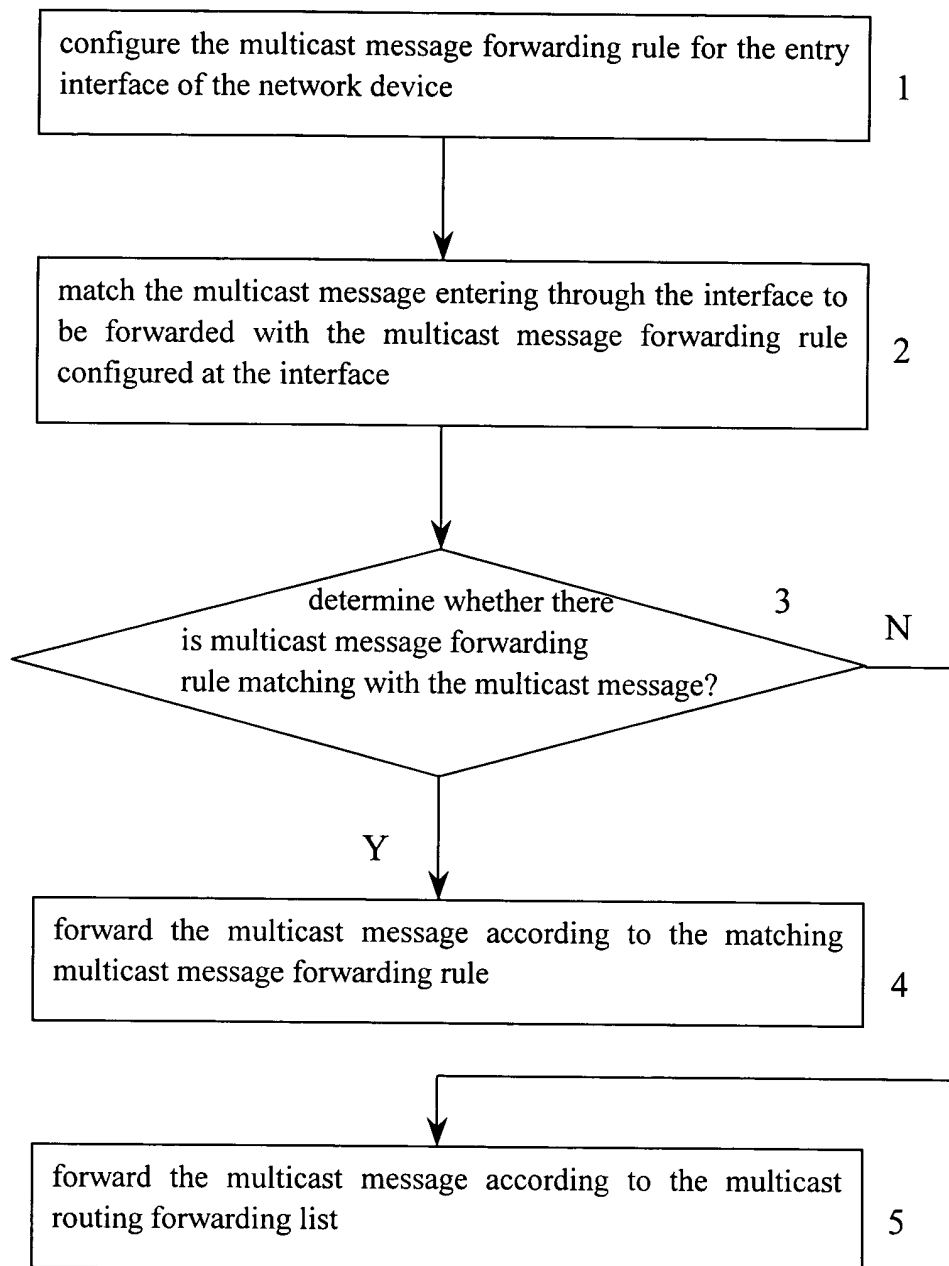 configure the multicast message forwarding rule for the entry
interface of the network device
1
match the multicast message entering through the interface to
be forwarded with the multicast message forwarding rule
configured at the interface
2
determine whether there
is multicast message forwarding
rule matching with the multicast message?
3
N
Y
forward the multicast message according to the matching
multicast message forwarding rule
4
forward the multicast message according to the multicast
routing forwarding list
5